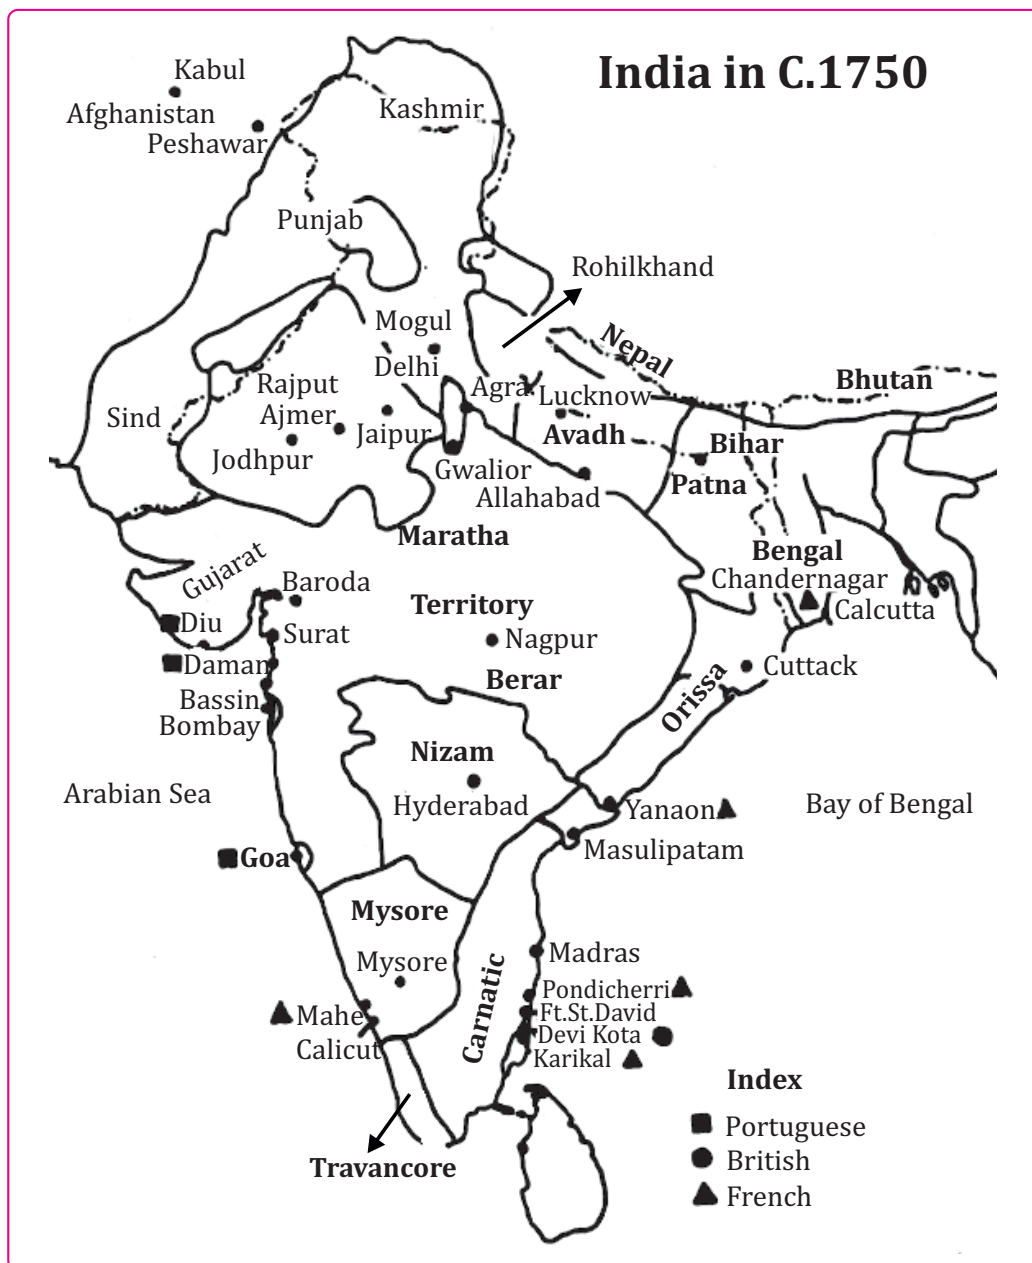 India in C.1750
Kabul
Afghanistan
Peshawar
Kashmir
Punjab
Rohilkhand
Mogul
Delhi
Nepal
Bhutan
Rajput
Ajmer
Agra
Lucknow
Sind
Jaipur
Avadh
Bihar
Jodhpur
Gwalior
Patna
Allahabad
Maratha
Bengal
Gujarat
Baroda
Chandernagar
Territory
Calcutta
Diu
Surat
Nagpur
Daman
Cuttack
Berar
Bassin
Orissa
Bombay
Nizam
Arabian Sea
Hyderabad
Yanaon
Bay of Bengal
Masulipatam
Goa
Mysore
Madras
Mysore
Carnatic
Pondicherri
Mahe
Ft.St.David
Devi Kota
Calicut
Karikal
Index
Portuguese
British
Travancore
French